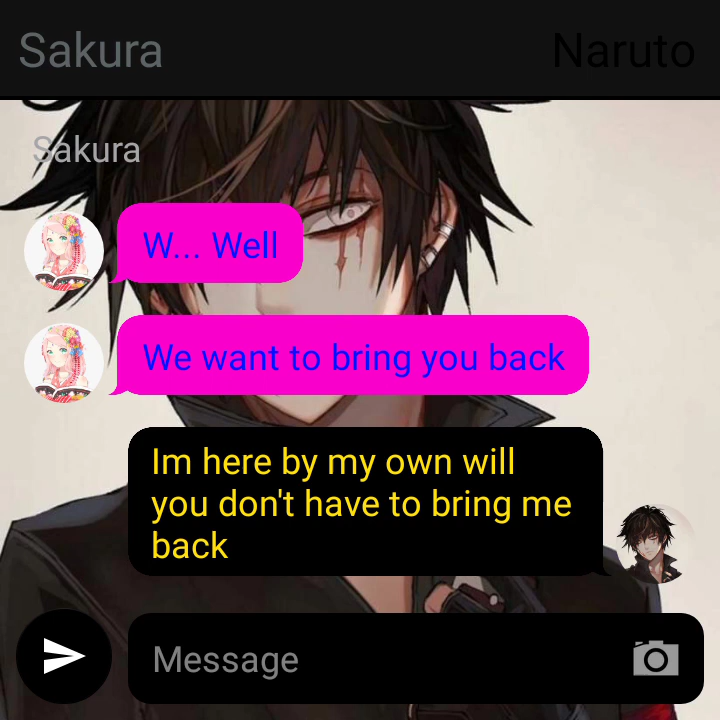 Sakura
Naruto
Sakura
W... Well
We want to bring you back
Im here by my own will
you don't have to bring me
back
Message